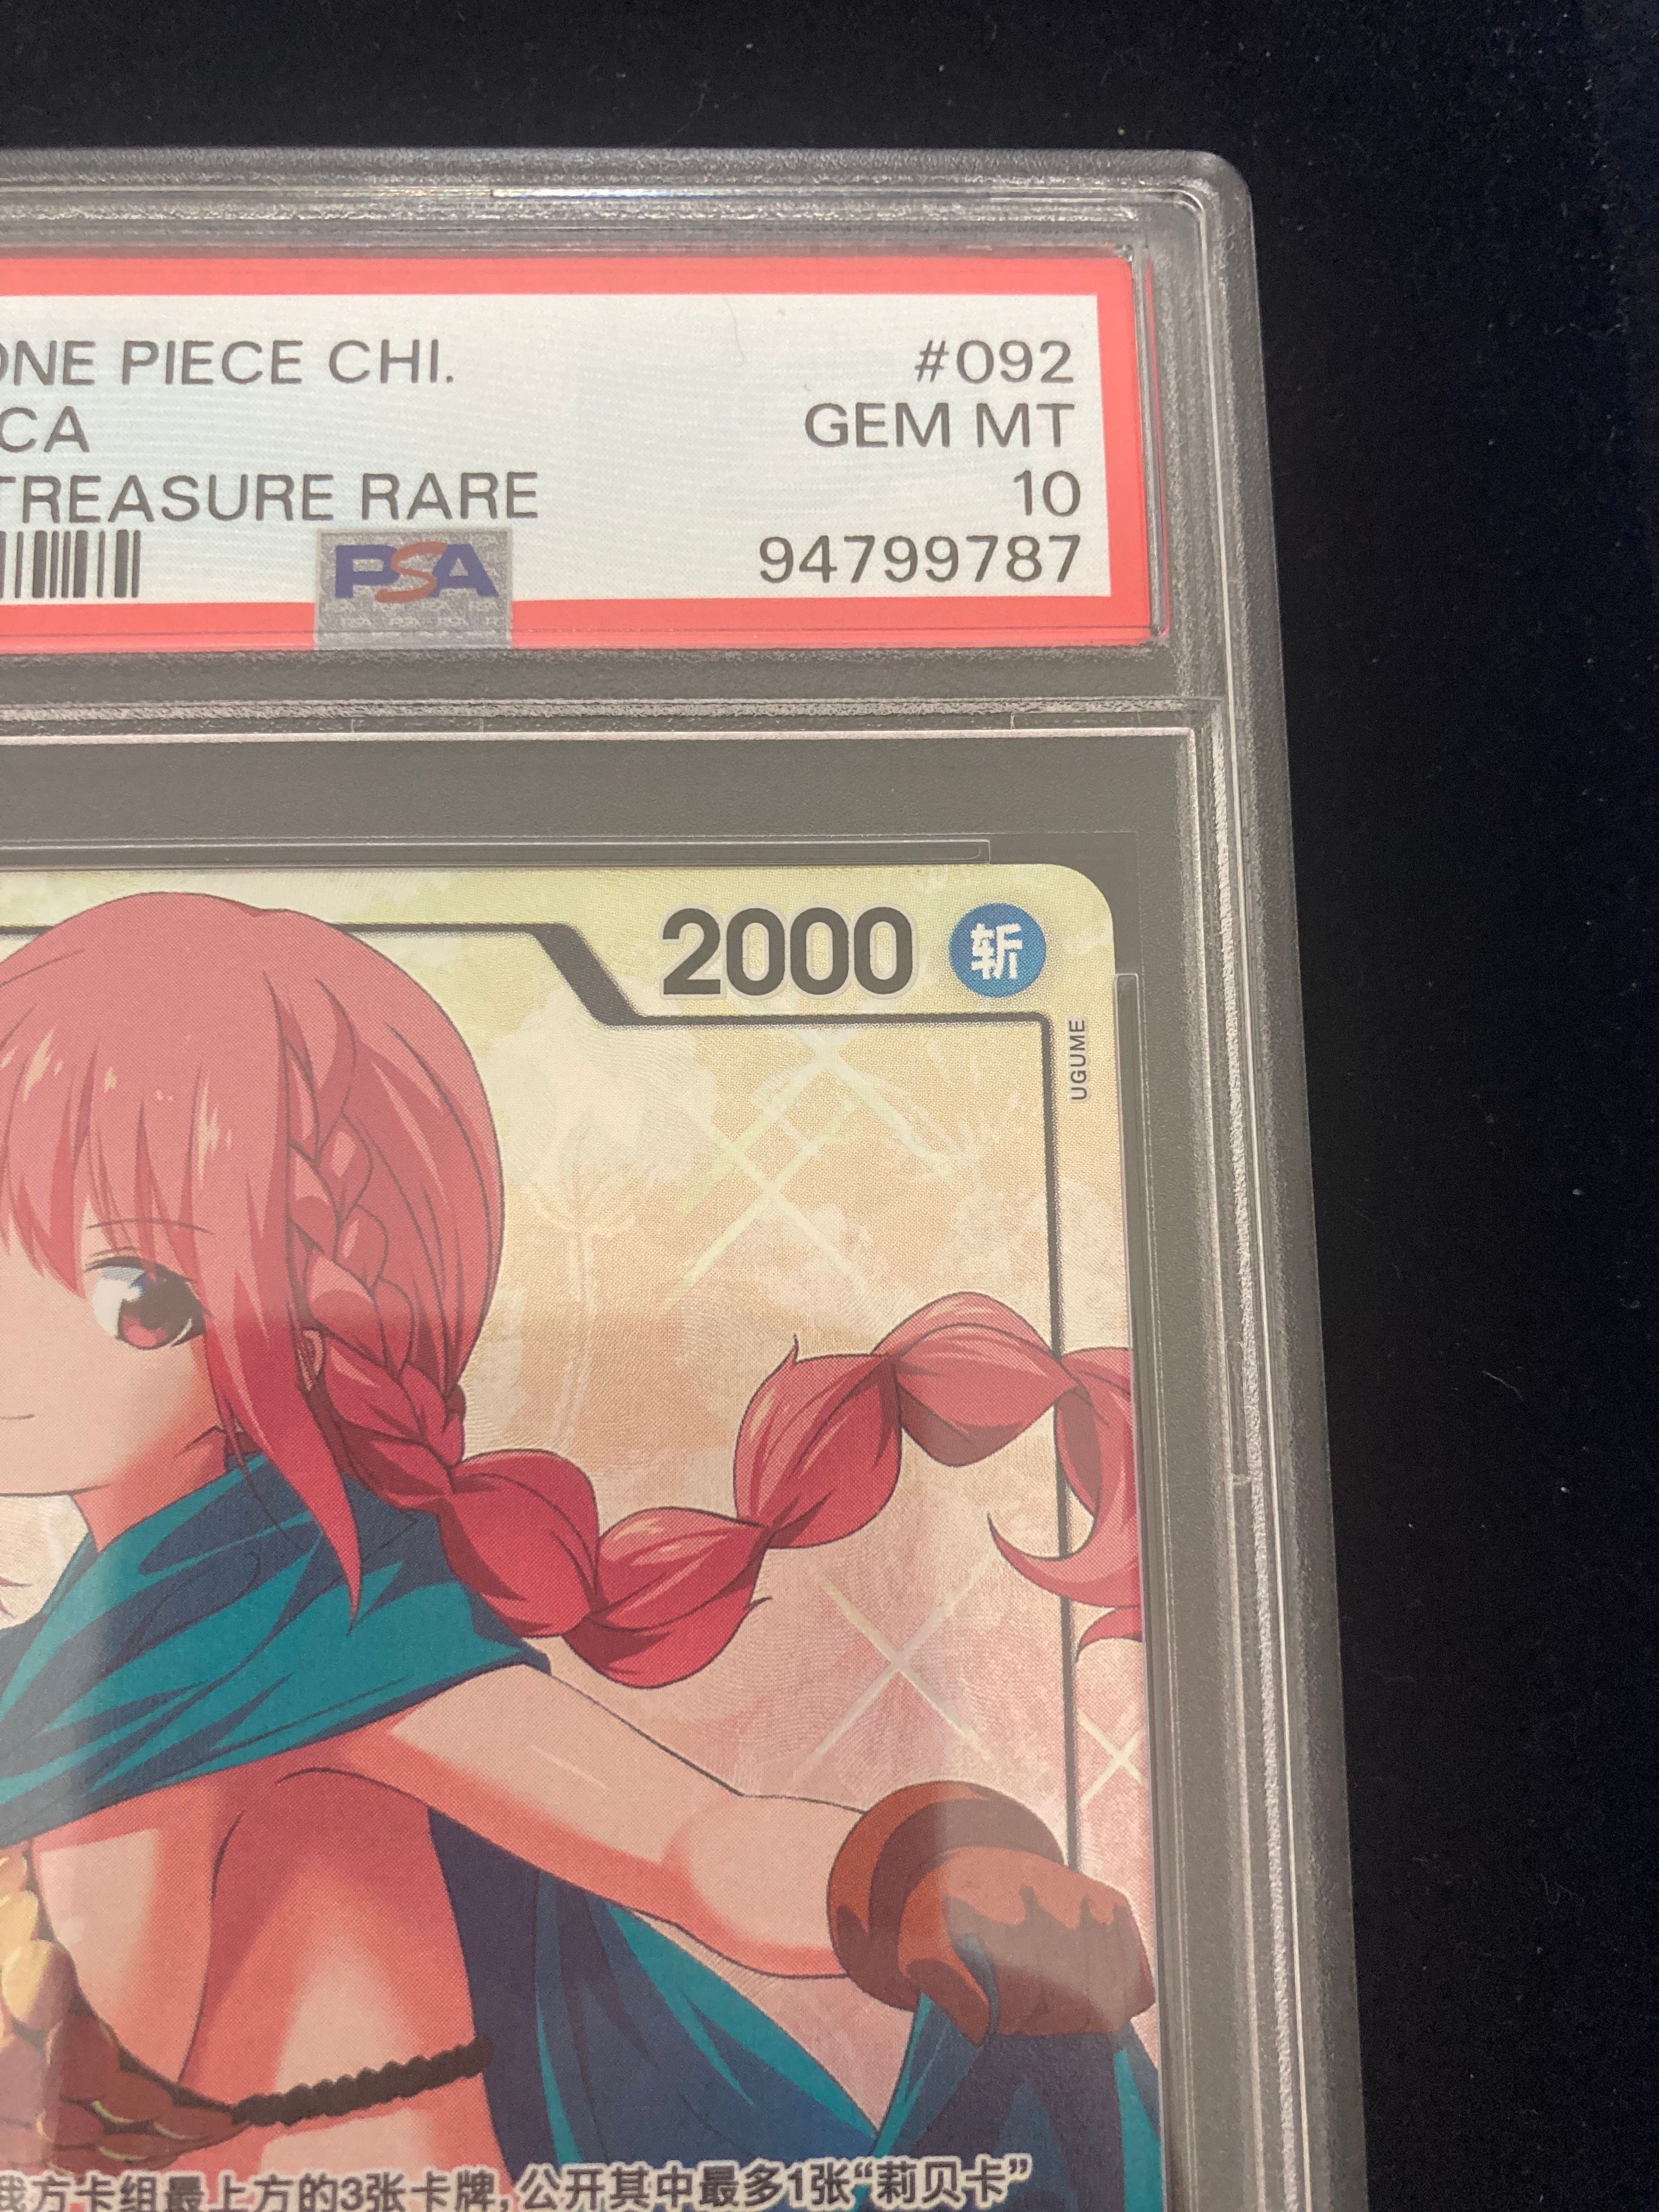 ONE PIECE CHI. #092
CA GEM MT
TREASURE RARE 10
PSA 94799787
2000 斩
UGUME
我方卡组最上方的3张卡牌,公开其中最多1张“莉贝卡”